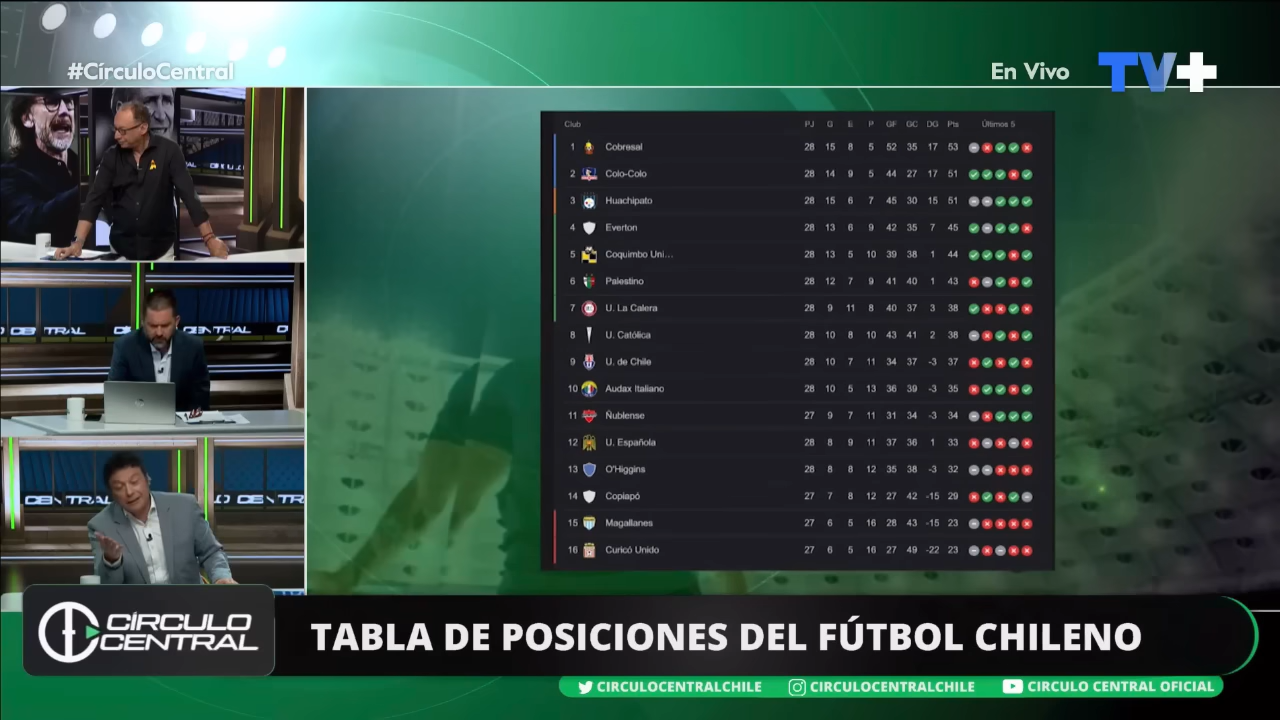 #CírculoCentral
En Vivo TV+
Club PJ G E P GF GC DG Pts Últimos 5
1 Cobresal 28 15 8 5 52 35 17 53
2 Colo-Colo 28 14 9 5 44 27 17 51
3 Huachipato 28 15 6 7 45 30 15 51
4 Everton 28 13 6 9 42 35 7 45
5 Coquimbo Uni... 28 13 5 10 39 38 1 44
6 Palestino 28 12 7 9 41 40 1 43
7 U. La Calera 28 9 11 8 40 37 3 38
8 U. Católica 28 10 8 10 43 41 2 38
9 U. de Chile 28 10 7 11 34 37 -3 37
10 Audax Italiano 28 10 5 13 36 39 -3 35
11 Ñublense 27 9 7 11 31 34 -3 34
12 U. Española 28 8 9 11 37 36 1 33
13 O'Higgins 28 8 8 12 35 38 -3 32
14 Copiapó 27 7 8 12 27 42 -15 29
15 Magallanes 27 6 5 16 28 43 -15 23
16 Curicó Unido 27 6 5 16 27 49 -22 23
CENTRAL
CENTRAL
CÍRCULO
CENTRAL
TABLA DE POSICIONES DEL FÚTBOL CHILENO
CIRCULOCENTRALCHILE CIRCULOCENTRALCHILE CIRCULO CENTRAL OFICIAL